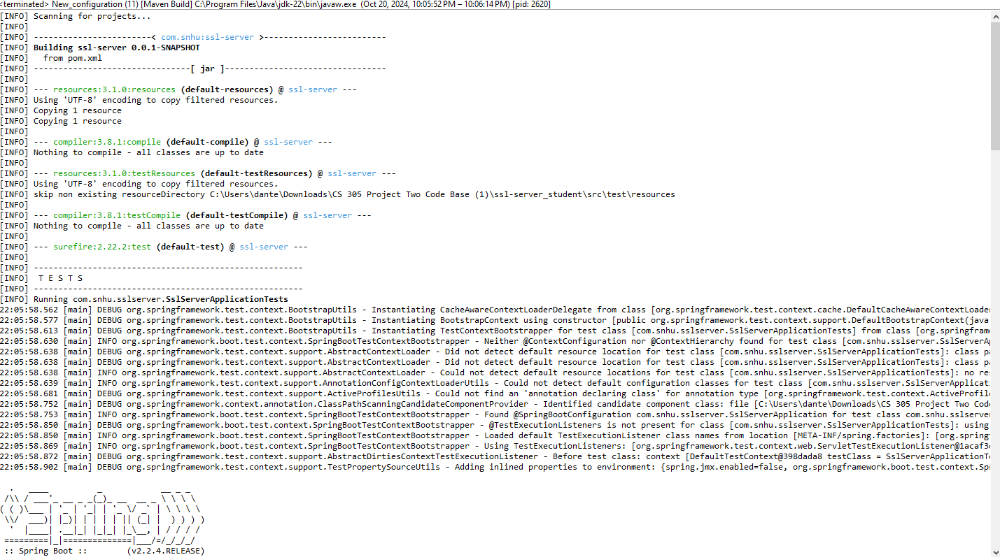 <terminated> New_configuration (11) [Maven Build] C:\Program Files\Java\jdk-22\bin\javaw.exe (Oct 20, 2024, 10:05:52 PM – 10:06:14 PM) [pid: 2620]
[INFO] Scanning for projects...
[INFO]
[INFO] ------------------------< com.snhu:ssl-server >-------------------------
[INFO] Building ssl-server 0.0.1-SNAPSHOT
[INFO]   from pom.xml
[INFO] --------------------------------[ jar ]---------------------------------
[INFO]
[INFO] --- resources:3.1.0:resources (default-resources) @ ssl-server ---
[INFO] Using 'UTF-8' encoding to copy filtered resources.
[INFO] Copying 1 resource
[INFO] Copying 1 resource
[INFO]
[INFO] --- compiler:3.8.1:compile (default-compile) @ ssl-server ---
[INFO] Nothing to compile - all classes are up to date
[INFO]
[INFO] --- resources:3.1.0:testResources (default-testResources) @ ssl-server ---
[INFO] Using 'UTF-8' encoding to copy filtered resources.
[INFO] skip non existing resourceDirectory C:\Users\dante\Downloads\CS 305 Project Two Code Base (1)\ssl-server_student\src\test\resources
[INFO]
[INFO] --- compiler:3.8.1:testCompile (default-testCompile) @ ssl-server ---
[INFO] Nothing to compile - all classes are up to date
[INFO]
[INFO] --- surefire:2.22.2:test (default-test) @ ssl-server ---
[INFO]
[INFO] -------------------------------------------------------
[INFO]  T E S T S
[INFO] -------------------------------------------------------
[INFO] Running com.snhu.sslserver.SslServerApplicationTests
22:05:58.562 [main] DEBUG org.springframework.test.context.BootstrapUtils - Instantiating CacheAwareContextLoaderDelegate from class [org.springframework.test.context.cache.DefaultCacheAwareContextLoader
22:05:58.577 [main] DEBUG org.springframework.test.context.BootstrapUtils - Instantiating BootstrapContext using constructor [public org.springframework.test.context.support.DefaultBootstrapContext(java
22:05:58.613 [main] DEBUG org.springframework.test.context.BootstrapUtils - Instantiating TestContextBootstrapper for test class [com.snhu.sslserver.SslServerApplicationTests] from class [org.springfram
22:05:58.630 [main] INFO org.springframework.boot.test.context.SpringBootTestContextBootstrapper - Neither @ContextConfiguration nor @ContextHierarchy found for test class [com.snhu.sslserver.SslServerAp
22:05:58.638 [main] DEBUG org.springframework.test.context.support.AbstractContextLoader - Did not detect default resource location for test class [com.snhu.sslserver.SslServerApplicationTests]: class pa
22:05:58.638 [main] DEBUG org.springframework.test.context.support.AbstractContextLoader - Did not detect default resource location for test class [com.snhu.sslserver.SslServerApplicationTests]: class pa
22:05:58.638 [main] INFO org.springframework.test.context.support.AbstractContextLoader - Could not detect default resource locations for test class [com.snhu.sslserver.SslServerApplicationTests]: no res
22:05:58.639 [main] INFO org.springframework.test.context.support.AnnotationConfigContextLoaderUtils - Could not detect default configuration classes for test class [com.snhu.sslserver.SslServerApplicati
22:05:58.681 [main] DEBUG org.springframework.test.context.support.ActiveProfilesUtils - Could not find an 'annotation declaring class' for annotation type [org.springframework.test.context.ActiveProfile
22:05:58.752 [main] DEBUG org.springframework.context.annotation.ClassPathScanningCandidateComponentProvider - Identified candidate component class: file [C:\Users\dante\Downloads\CS 305 Project Two Code
22:05:58.753 [main] INFO org.springframework.boot.test.context.SpringBootTestContextBootstrapper - Found @SpringBootConfiguration com.snhu.sslserver.SslServerApplication for test class com.snhu.sslserver
22:05:58.850 [main] DEBUG org.springframework.boot.test.context.SpringBootTestContextBootstrapper - @TestExecutionListeners is not present for class [com.snhu.sslserver.SslServerApplicationTests]: using
22:05:58.850 [main] INFO org.springframework.boot.test.context.SpringBootTestContextBootstrapper - Loaded default TestExecutionListener class names from location [META-INF/spring.factories]: [org.spring
22:05:58.869 [main] INFO org.springframework.boot.test.context.SpringBootTestContextBootstrapper - Using TestExecutionListeners: [org.springframework.test.context.web.ServletTestExecutionListener@1acaf3
22:05:58.872 [main] DEBUG org.springframework.test.context.support.AbstractDirtiesContextTestExecutionListener - Before test class: context [DefaultTestContext@398dada8 testClass = SslServerApplicationTe
22:05:58.902 [main] DEBUG org.springframework.test.context.support.TestPropertySourceUtils - Adding inlined properties to environment: {spring.jmx.enabled=false, org.springframework.boot.test.context.Spr
  .   ____          _            __ _ _
 /\\ / ___'_ __ _ _(_)_ __  __ _ \ \ \ \
( ( )\___ | '_ | '_| | '_ \/ _` | \ \ \ \
 \\/  ___)| |_)| | | | | || (_| |  ) ) ) )
  '  |____| .__|_| |_|_| |_\__, | / / / /
 =========|_|==============|___/=/_/_/_/
 :: Spring Boot ::        (v2.2.4.RELEASE)